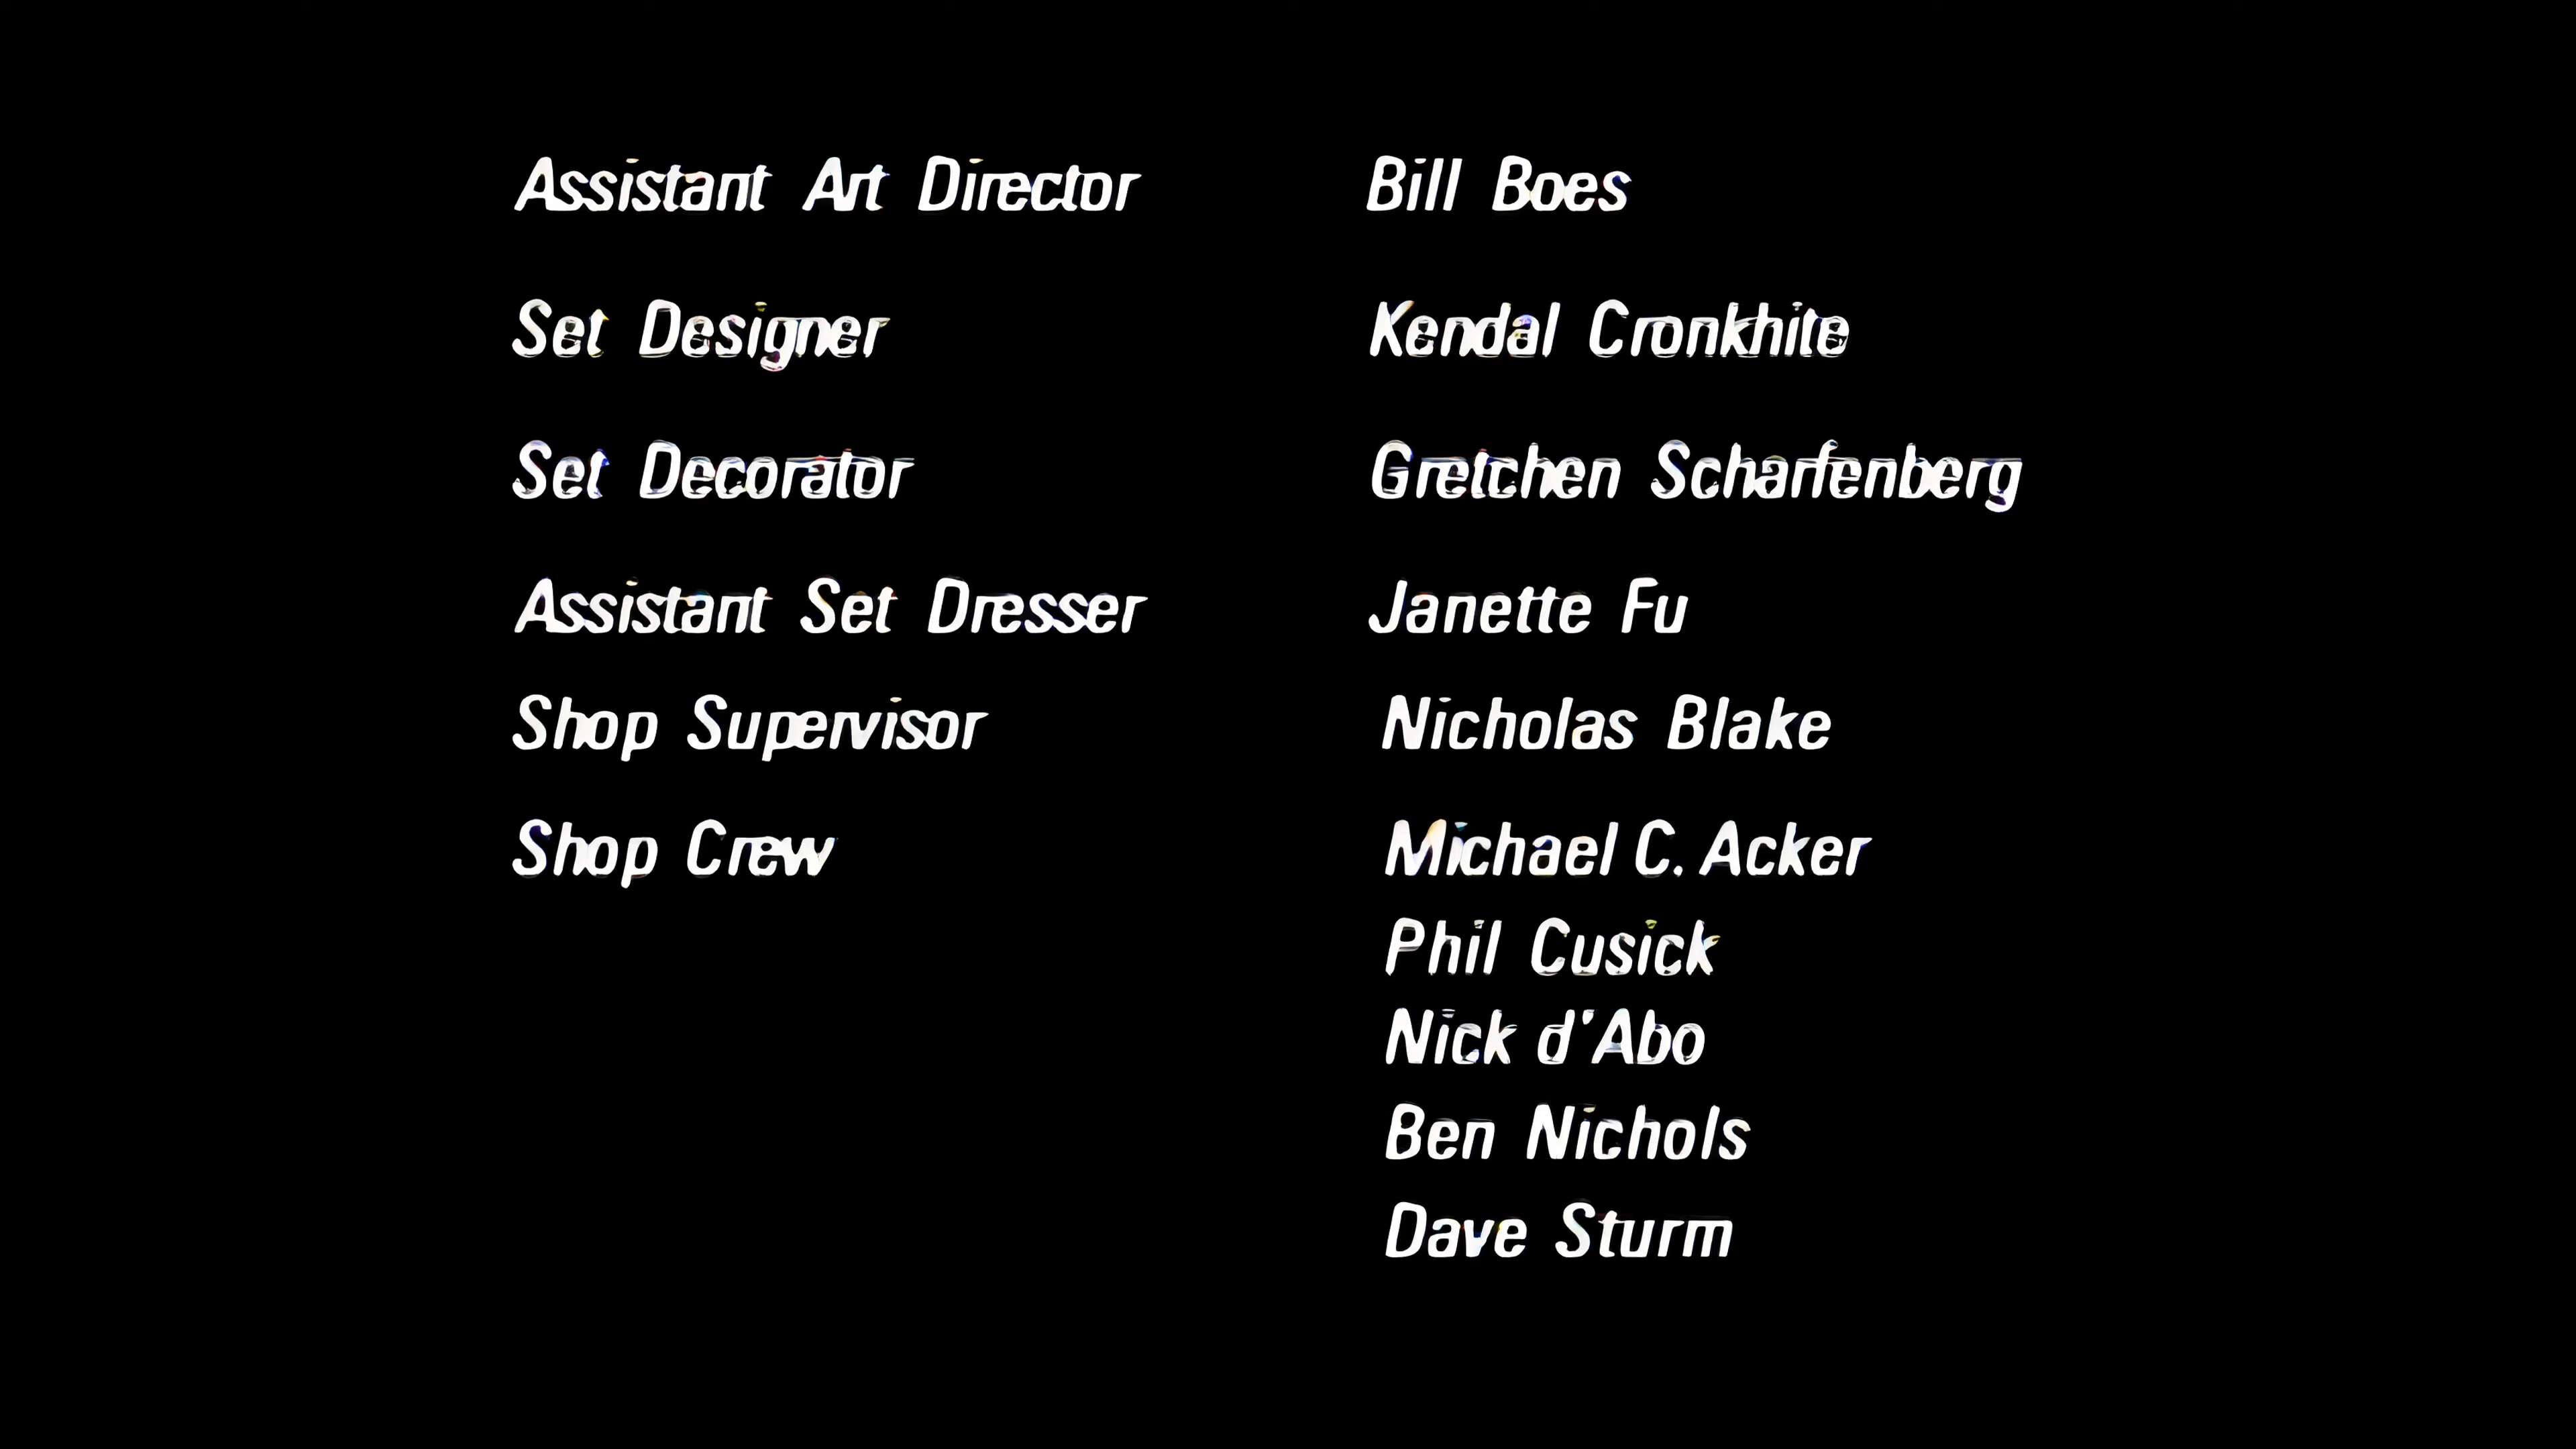 Assistant Art Director Bill Boes
Set Designer Kendal Cronkhite
Set Decorator Gretchen Scharfenberg
Assistant Set Dresser Janette Fu
Shop Supervisor Nicholas Blake
Shop Crew Michael C. Acker
Phil Cusick
Nick d'Abo
Ben Nichols
Dave Sturm